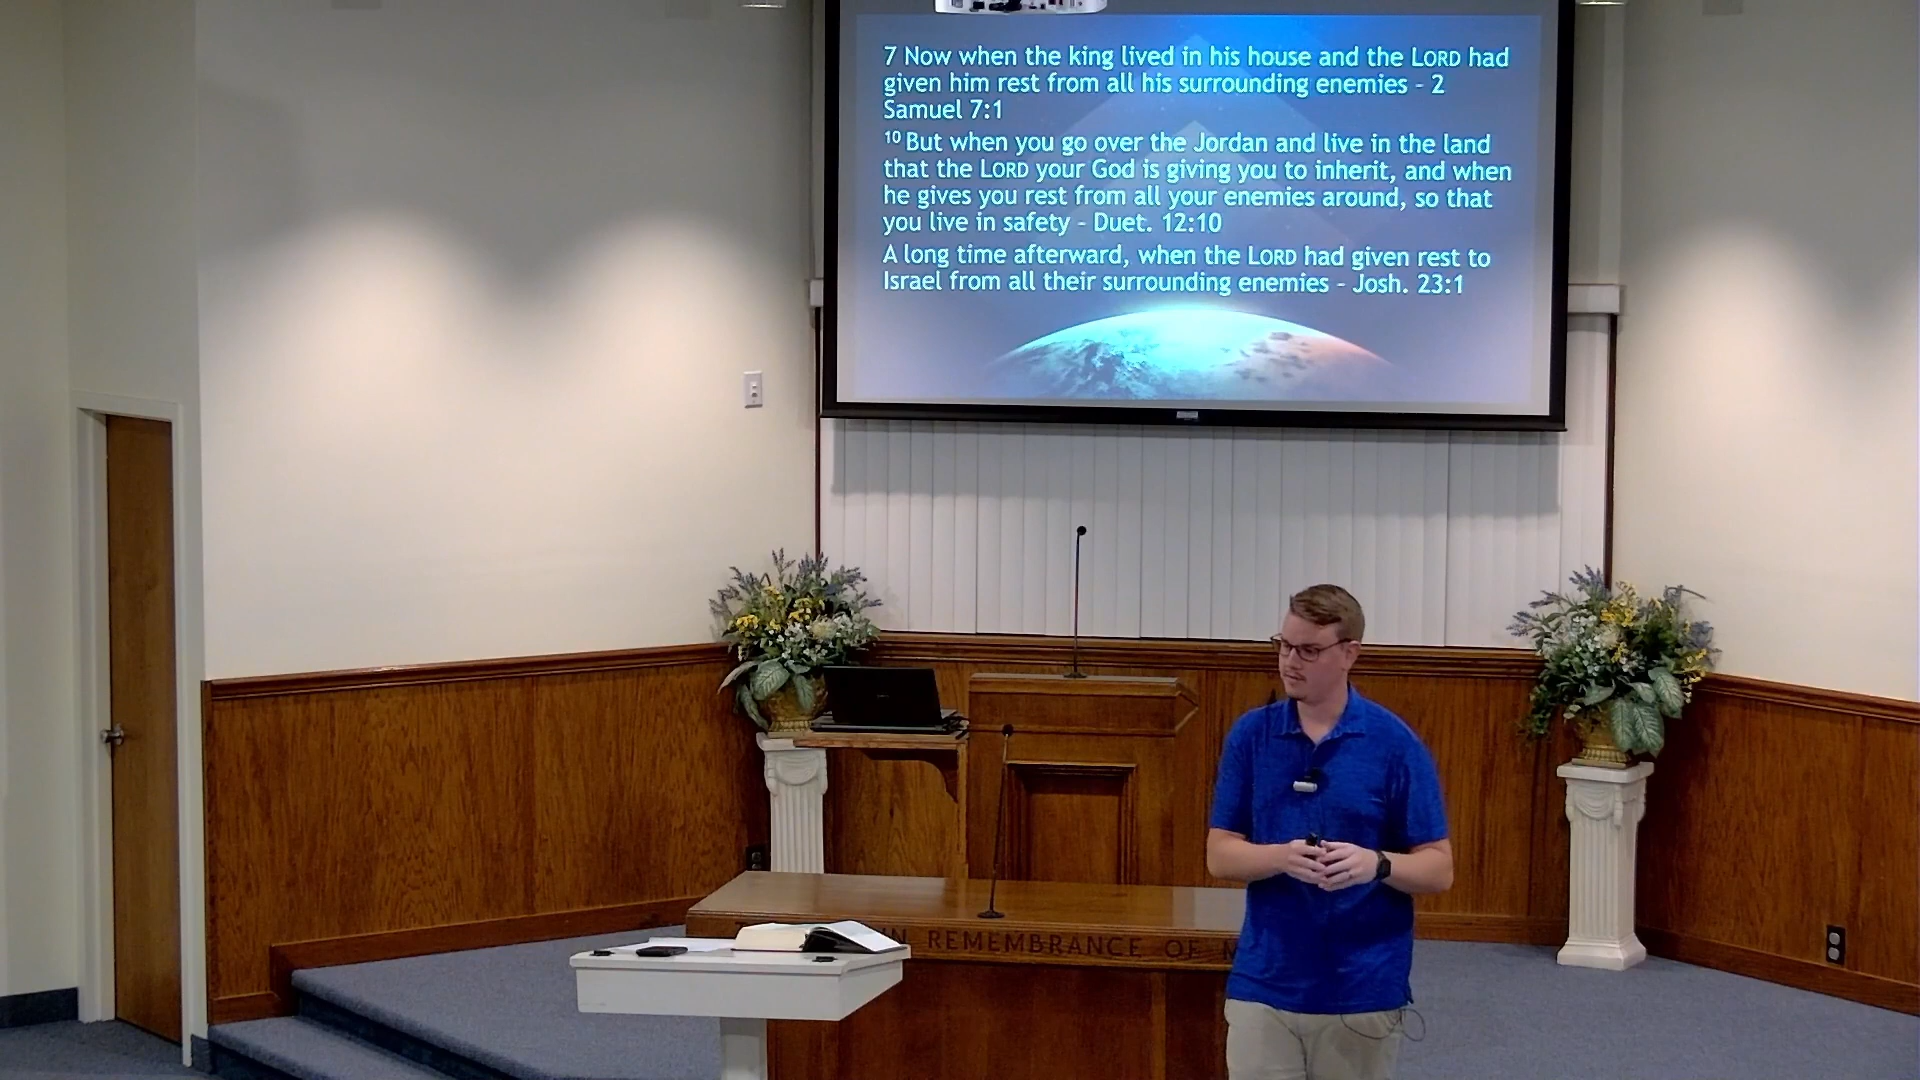 7 Now when the king lived in his house and the LORD had
given him rest from all his surrounding enemies – 2
Samuel 7:1
10 But when you go over the Jordan and live in the land
that the LORD your God is giving you to inherit, and when
he gives you rest from all your enemies around, so that
you live in safety – Duet. 12:10
A long time afterward, when the LORD had given rest to
Israel from all their surrounding enemies – Josh. 23:1
IN REMEMBRANCE OF M